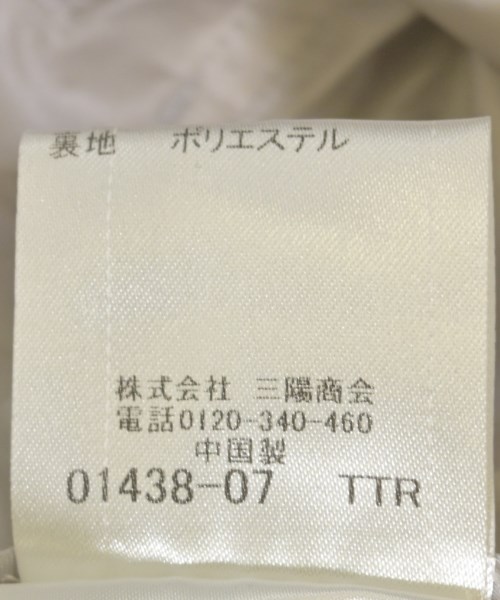 裏地 ポリエステル
株式会社 三陽商会
電話0120-340-460
中国製
01438-07 TTR